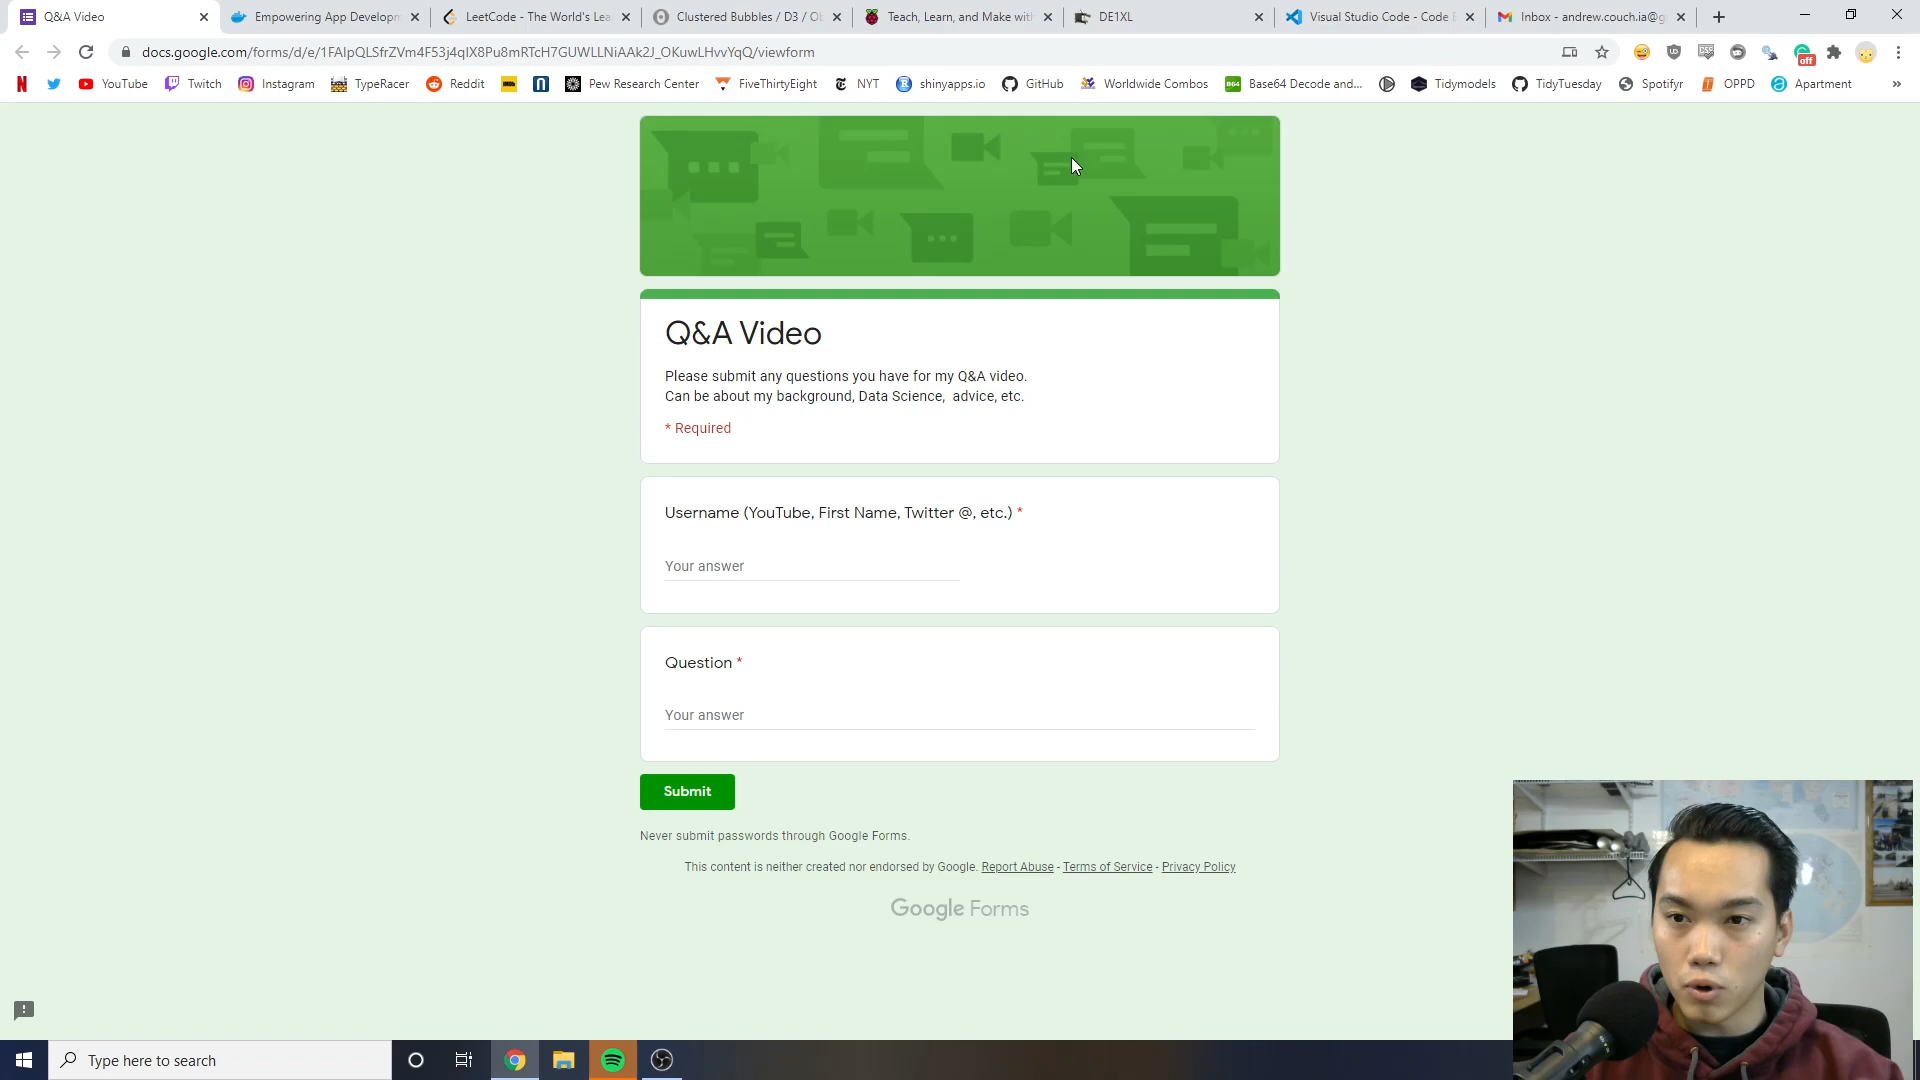 Q&A Video
Empowering App Developm
LeetCode - The World's Lea
Clustered Bubbles / D3 / Ob
Teach, Learn, and Make with
DE1XL
Visual Studio Code - Code E
Inbox - andrew.couch.ia@g
docs.google.com/forms/d/e/1FAIpQLSfrZVm4F53j4qIX8Pu8mRTcH7GUWLLNiAAk2J_OKuwLHvvYqQ/viewform
off
YouTube
Twitch
Instagram
TypeRacer
Reddit
Pew Research Center
FiveThirtyEight
NYT
shinyapps.io
GitHub
Worldwide Combos
B64
Base64 Decode and...
Tidymodels
TidyTuesday
Spotifyr
OPPD
Apartment
Q&A Video
Please submit any questions you have for my Q&A video.
Can be about my background, Data Science, advice, etc.
* Required
Username (YouTube, First Name, Twitter @, etc.) *
Your answer
Question *
Your answer
Submit
Never submit passwords through Google Forms.
This content is neither created nor endorsed by Google. Report Abuse - Terms of Service - Privacy Policy
Google Forms
Type here to search